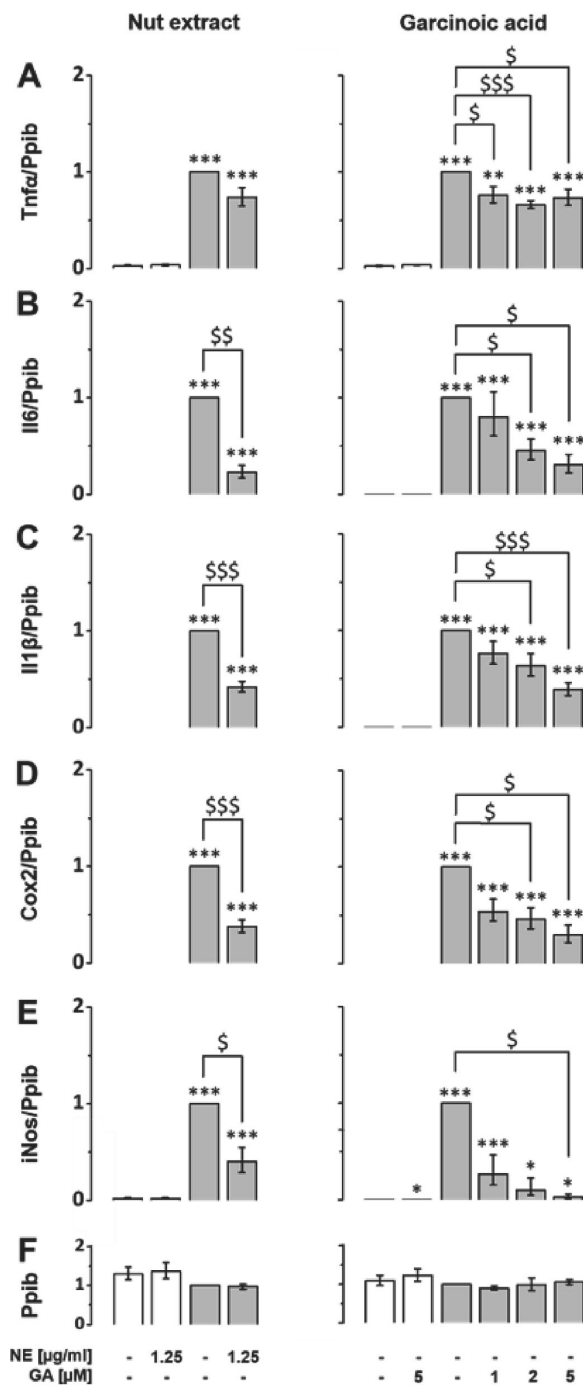 Nut extract Garcinoic acid
A
Tnfα/Ppib
2
1
0
*** ***
$
$$$
$
*** ** *** ***
B
Il6/Ppib
2
1
0
$$
*** ***
$
$
*** *** *** ***
C
Il1β/Ppib
2
1
0
$$$
*** ***
$$$
$
*** *** *** ***
D
Cox2/Ppib
2
1
0
$$$
*** ***
$
$
*** *** *** ***
E
iNos/Ppib
2
1
0
$
*** ***
$
* *** *** * *
F
Ppib
2
1
0
NE [µg/ml] - 1.25 - 1.25
GA [µM] - 5 - 1 2 5